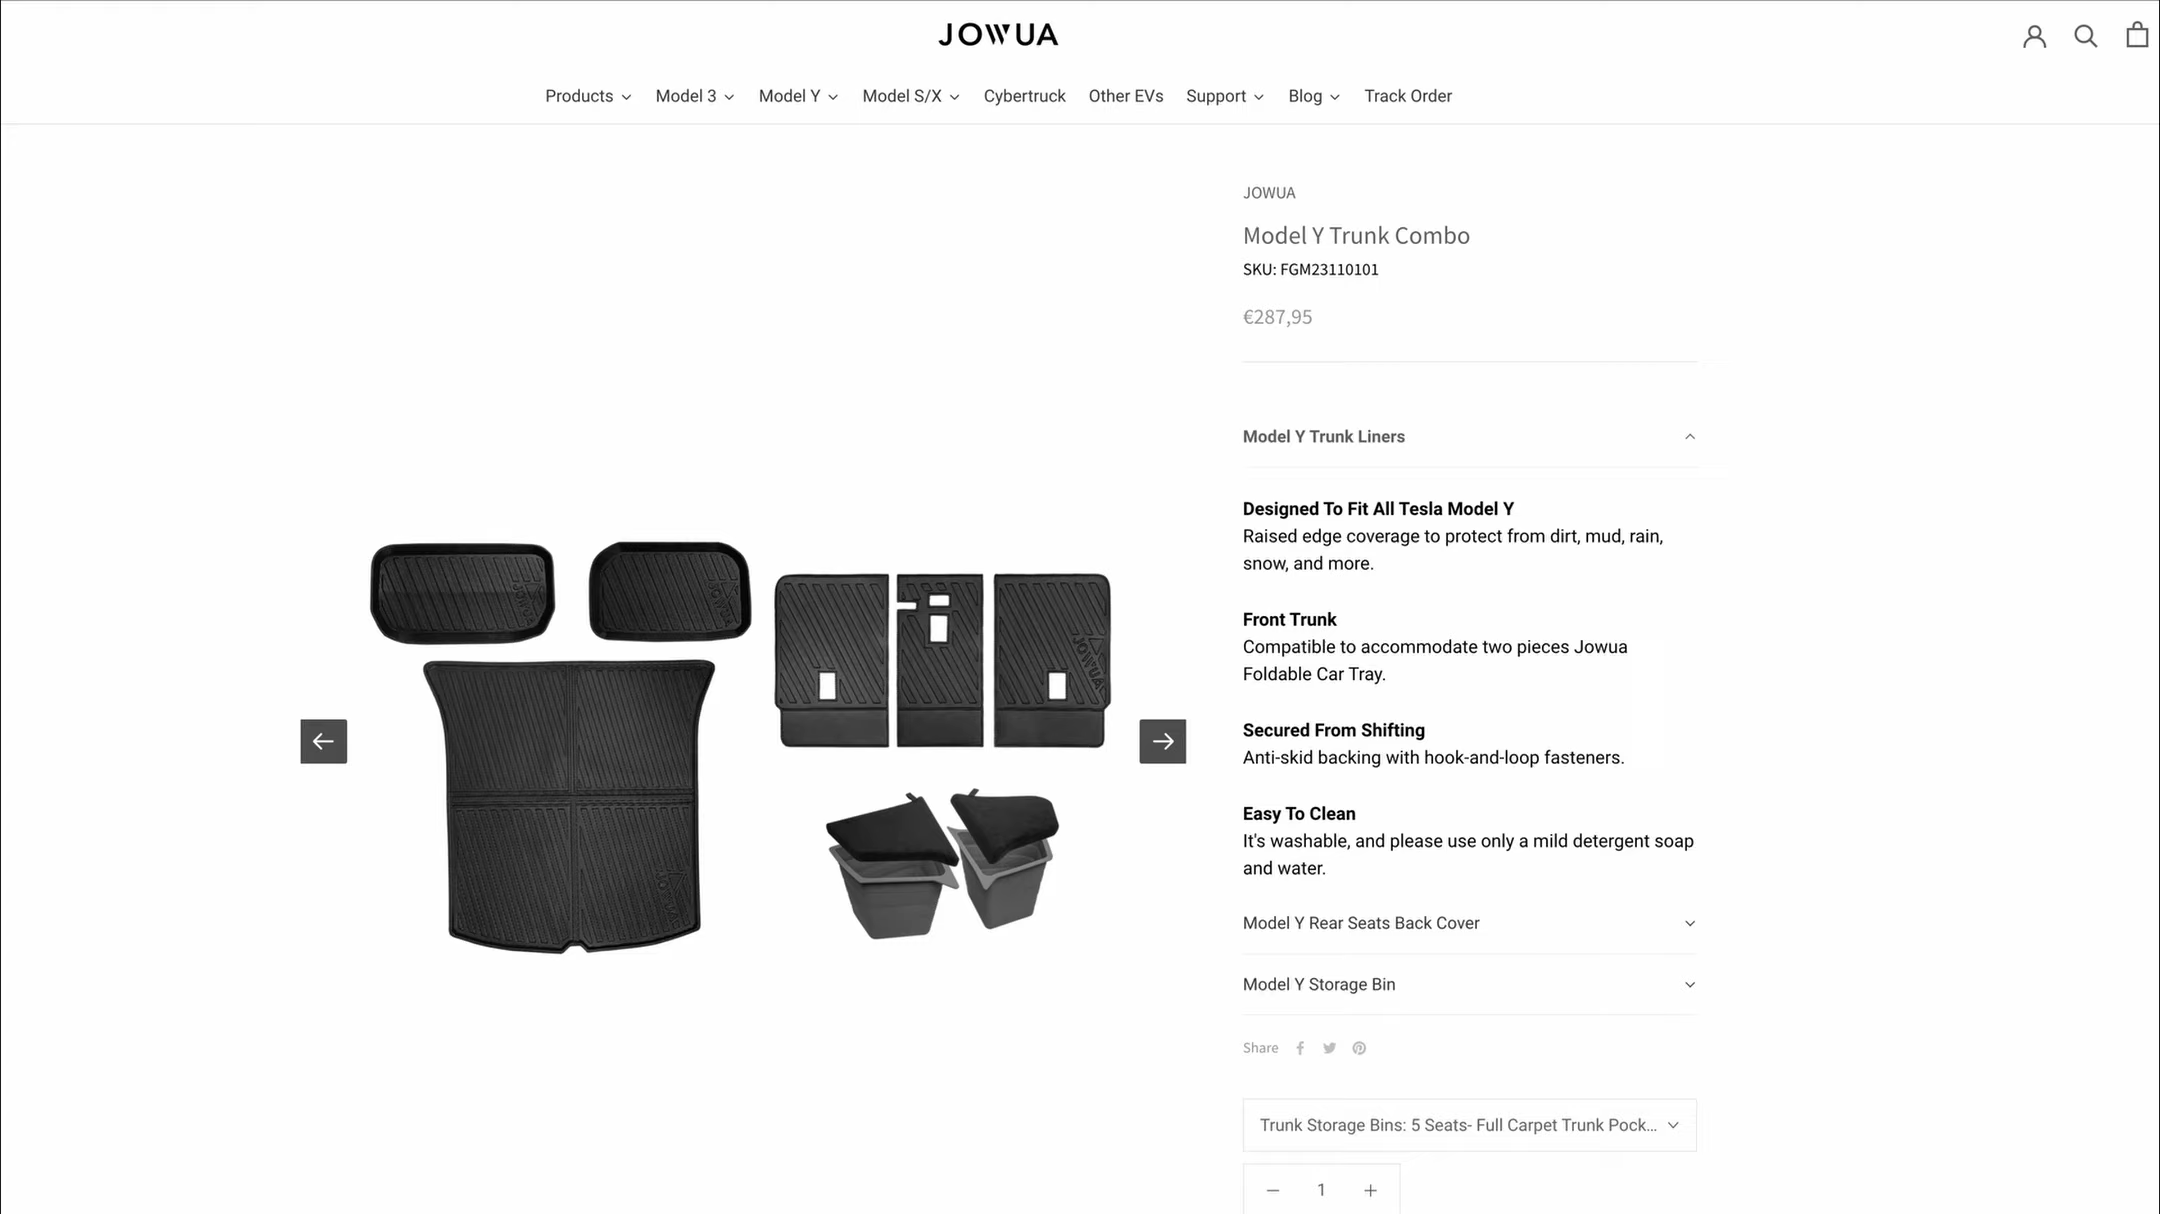 JOWUA
Products
Model 3
Model Y
Model S/X
Cybertruck
Other EVs
Support
Blog
Track Order
JOWUA
Model Y Trunk Combo
SKU: FGM23110101
€287,95
Model Y Trunk Liners
Designed To Fit All Tesla Model Y
Raised edge coverage to protect from dirt, mud, rain,
snow, and more.
Front Trunk
Compatible to accommodate two pieces Jowua
Foldable Car Tray.
Secured From Shifting
Anti-skid backing with hook-and-loop fasteners.
Easy To Clean
It's washable, and please use only a mild detergent soap
and water.
Model Y Rear Seats Back Cover
Model Y Storage Bin
Share
Trunk Storage Bins: 5 Seats- Full Carpet Trunk Pock...
1
JOWUA
JOWUA
JOWUA
JOWUA